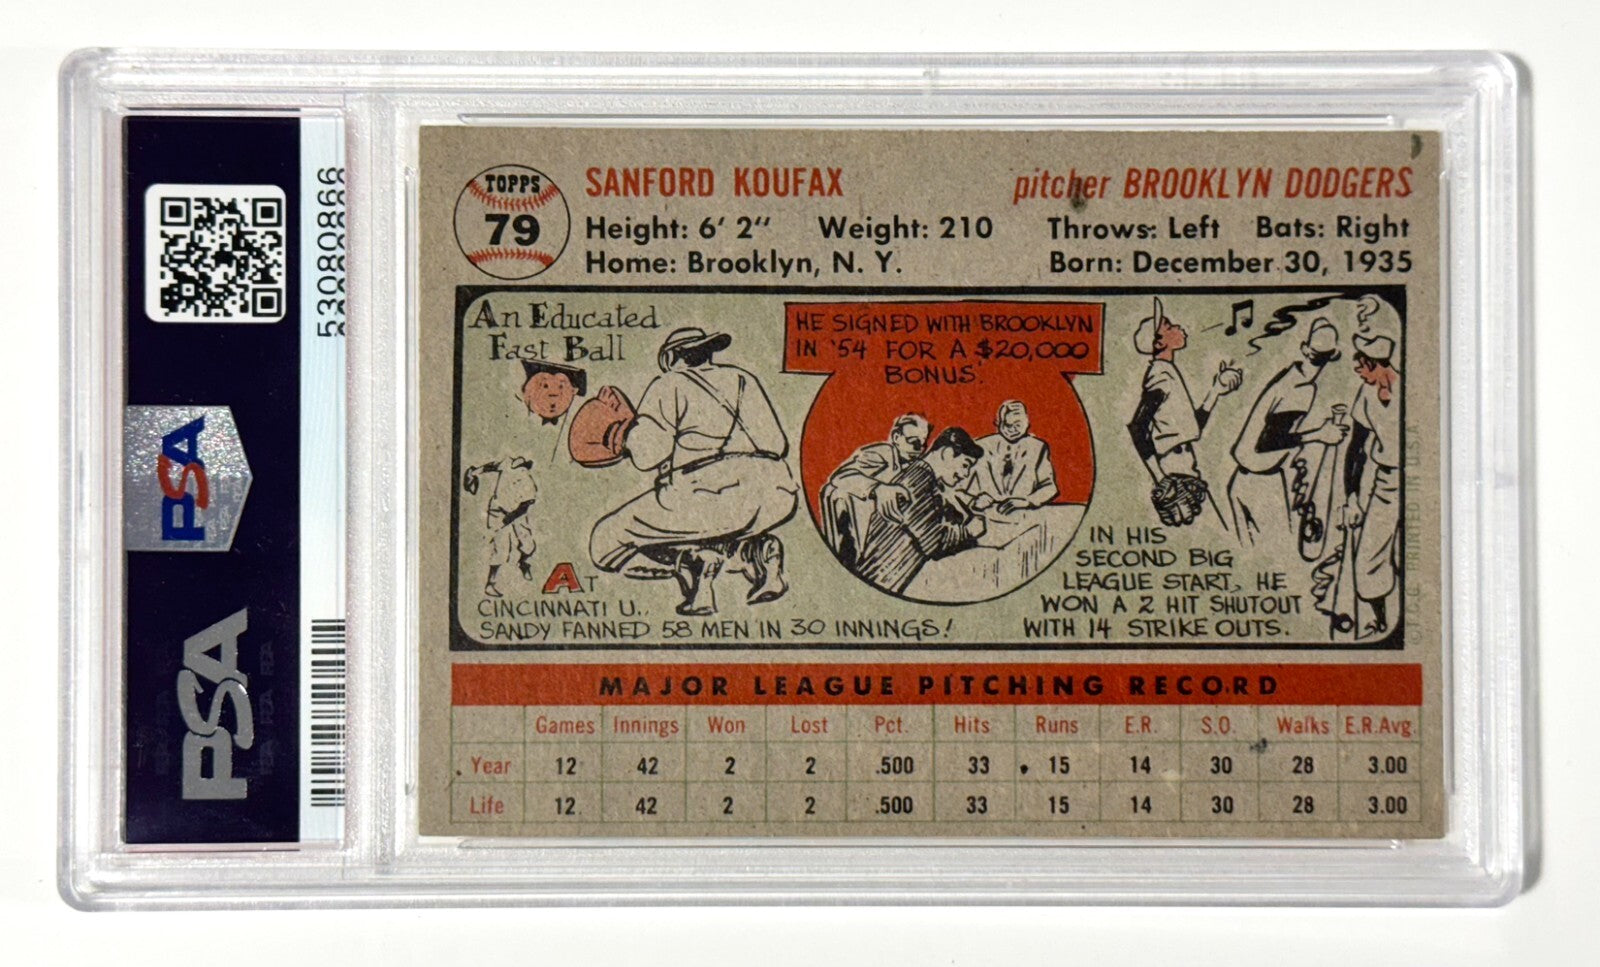 53080866
PSA
PSA
TOPPS
79
SANFORD KOUFAX
pitcher BROOKLYN DODGERS
Height: 6' 2" Weight: 210
Throws: Left Bats: Right
Home: Brooklyn, N. Y.
Born: December 30, 1935
An Educated
Fast Ball
AT
CINCINNATI U..
SANDY FANNED 58 MEN IN 30 INNINGS!
HE SIGNED WITH BROOKLYN
IN '54 FOR A $20,000
BONUS.
IN HIS
SECOND BIG
LEAGUE START, HE
WON A 2 HIT SHUTOUT
WITH 14 STRIKE OUTS.
©T.C.G. PRINTED IN U.S.A.
MAJOR LEAGUE PITCHING RECORD
Games Innings Won Lost Pct. Hits Runs E.R. S.O. Walks E.R.Avg.
Year 12 42 2 2 .500 33 15 14 30 28 3.00
Life 12 42 2 2 .500 33 15 14 30 28 3.00